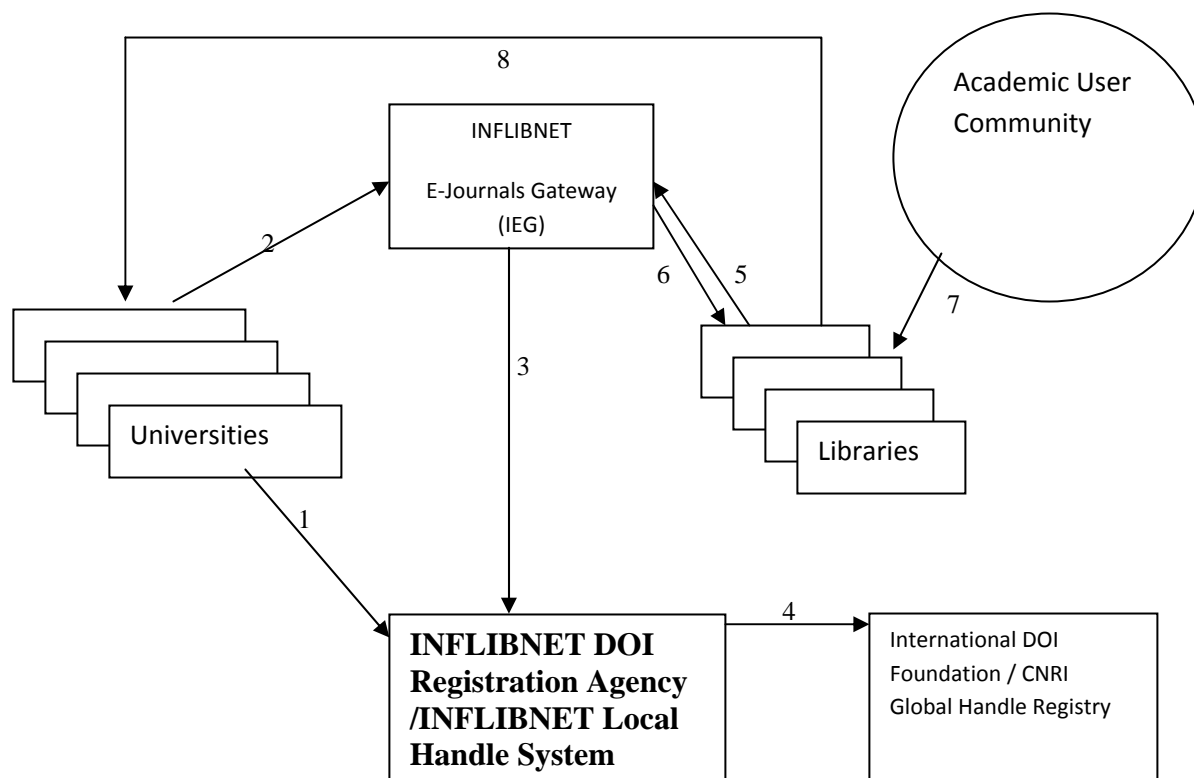 8
Academic User
Community
INFLIBNET
E-Journals Gateway
(IEG)
2
6
5
7
3
Universities
Libraries
1
4
INFLIBNET DOI
Registration Agency
/INFLIBNET Local
Handle System
International DOI
Foundation / CNRI
Global Handle Registry